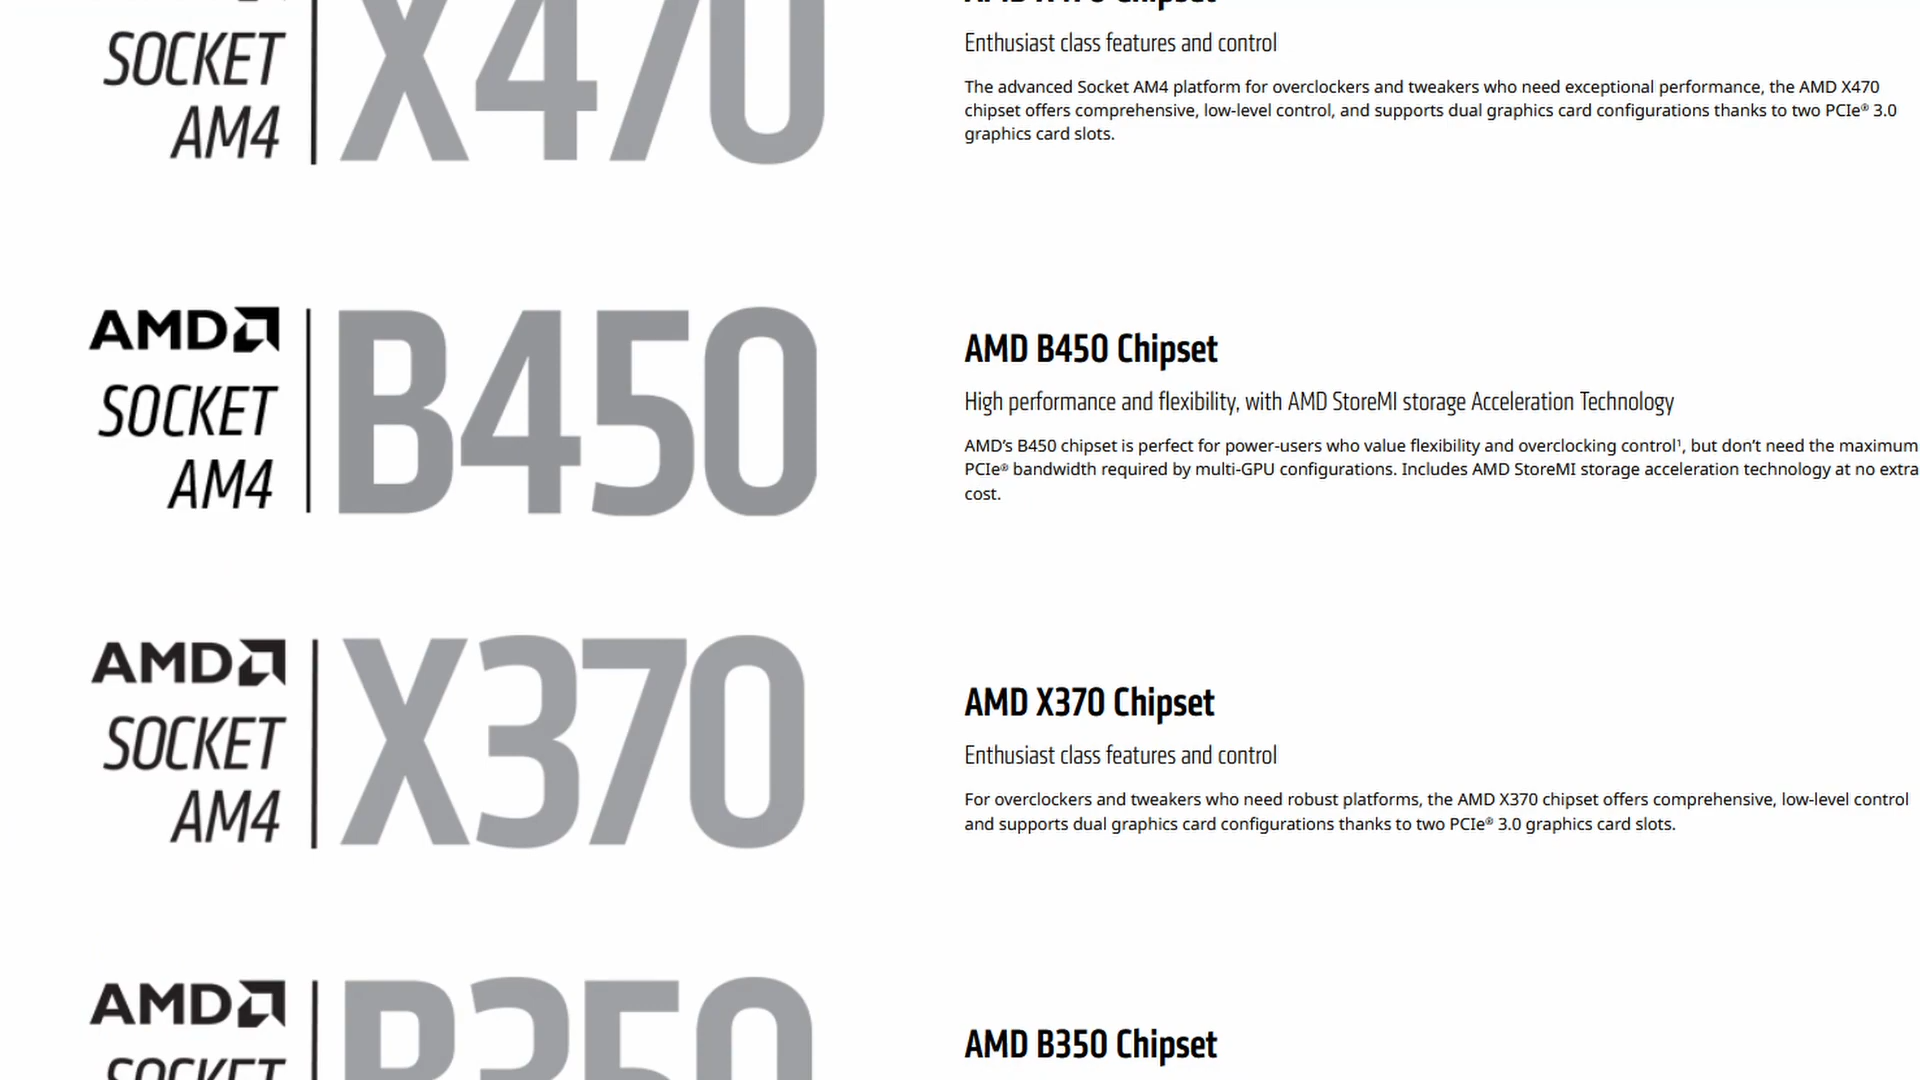 SOCKET
AM4
X470
AMD X470 Chipset
Enthusiast class features and control
The advanced Socket AM4 platform for overclockers and tweakers who need exceptional performance, the AMD X470
chipset offers comprehensive, low-level control, and supports dual graphics card configurations thanks to two PCIe® 3.0
graphics card slots.
AMD
SOCKET
AM4
B450
AMD B450 Chipset
High performance and flexibility, with AMD StoreMI storage Acceleration Technology
AMD’s B450 chipset is perfect for power-users who value flexibility and overclocking control¹, but don’t need the maximum
PCIe® bandwidth required by multi-GPU configurations. Includes AMD StoreMI storage acceleration technology at no extra
cost.
AMD
SOCKET
AM4
X370
AMD X370 Chipset
Enthusiast class features and control
For overclockers and tweakers who need robust platforms, the AMD X370 chipset offers comprehensive, low-level control
and supports dual graphics card configurations thanks to two PCIe® 3.0 graphics card slots.
AMD
SOCKET
B350
AMD B350 Chipset